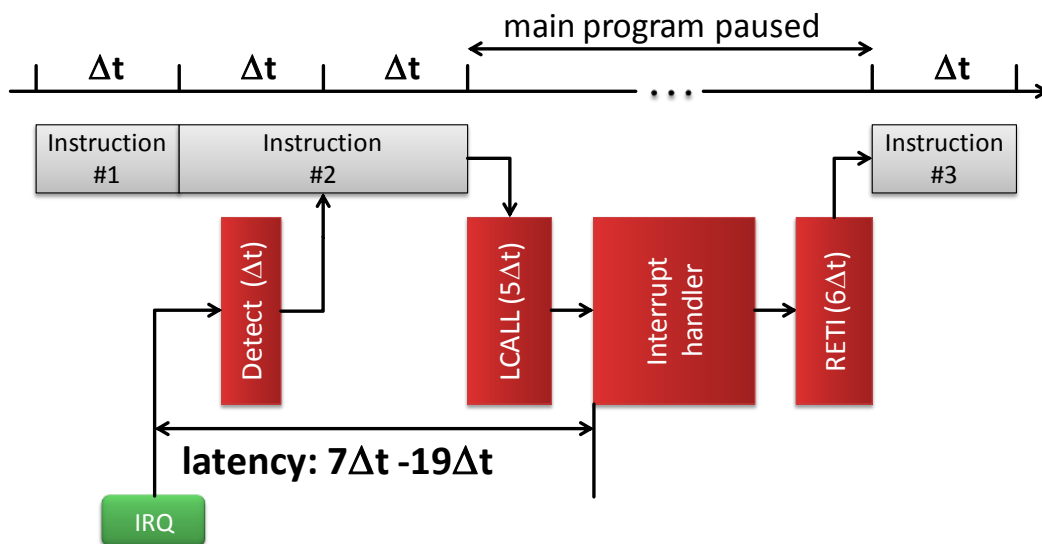 main program paused
Δt
Δt
Δt
...
Δt
Instruction
#1
Instruction
#2
Instruction
#3
Detect (Δt)
LCALL (5Δt)
Interrupt
handler
RETI (6Δt)
latency: 7Δt -19Δt
IRQ